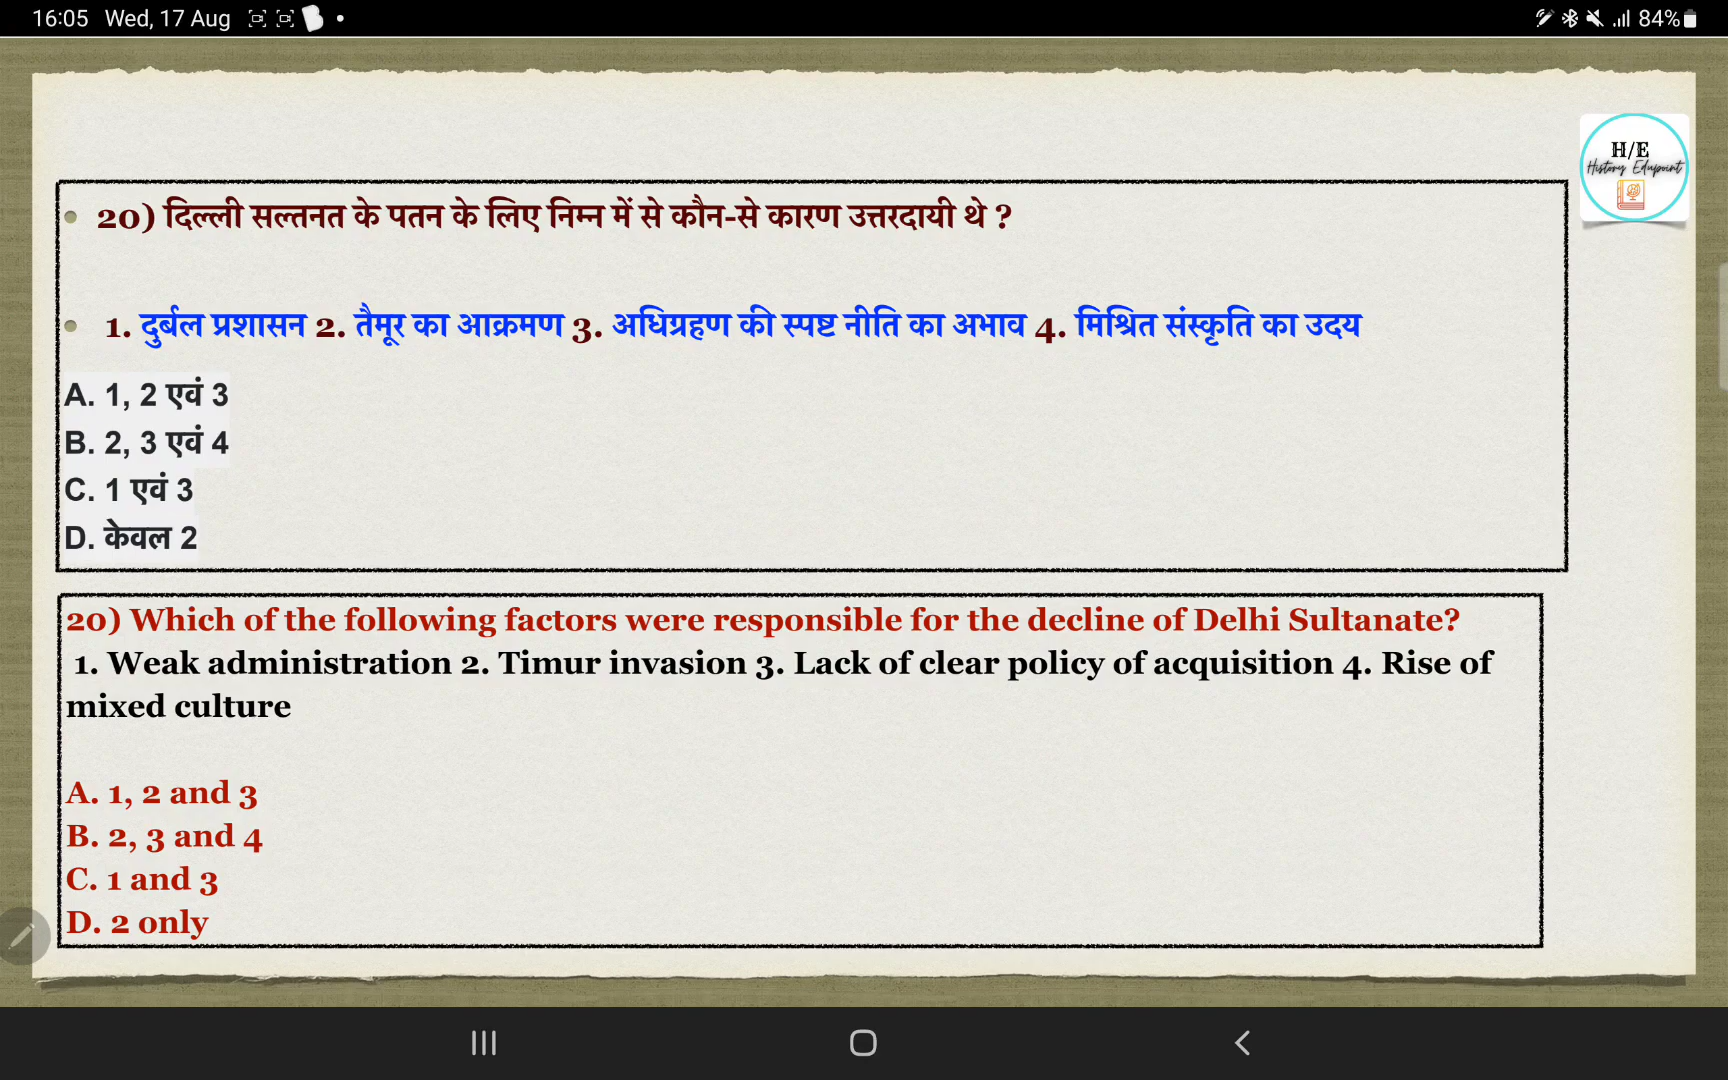 16:05 Wed, 17 Aug
84%
H/E
History Edupoint
20) दिल्ली सल्तनत के पतन के लिए निम्न में से कौन-से कारण उत्तरदायी थे ?
1. दुर्बल प्रशासन 2. तैमूर का आक्रमण 3. अधिग्रहण की स्पष्ट नीति का अभाव 4. मिश्रित संस्कृति का उदय
A. 1, 2 एवं 3
B. 2, 3 एवं 4
C. 1 एवं 3
D. केवल 2
20) Which of the following factors were responsible for the decline of Delhi Sultanate?
1. Weak administration 2. Timur invasion 3. Lack of clear policy of acquisition 4. Rise of
mixed culture
A. 1, 2 and 3
B. 2, 3 and 4
C. 1 and 3
D. 2 only